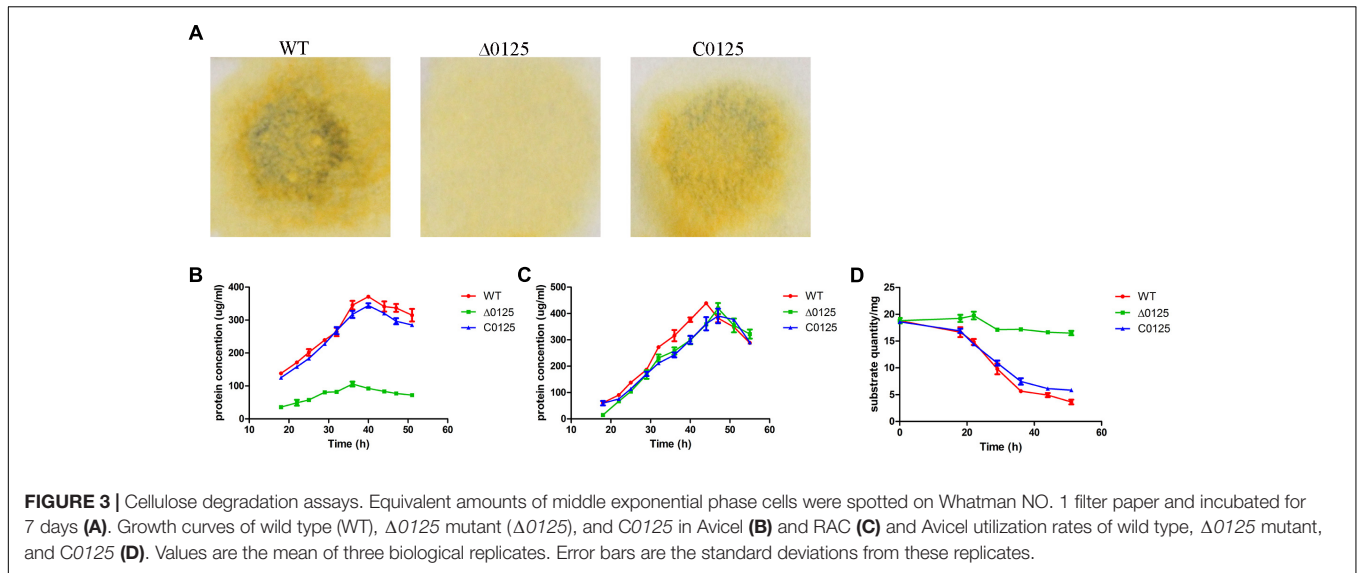 A
WT
Δ0125
C0125
B
protein concention (ug/ml)
400
300
200
100
0
10 20 30 40 50 60
Time (h)
WT
Δ0125
C0125
C
protein concention (ug/ml)
500
400
300
200
100
0
10 20 30 40 50 60
Time (h)
WT
Δ0125
C0125
D
substrate quantity/mg
25
20
15
10
5
0
0 20 40 60
Time (h)
WT
Δ0125
C0125
FIGURE 3 | Cellulose degradation assays. Equivalent amounts of middle exponential phase cells were spotted on Whatman NO. 1 filter paper and incubated for
7 days (A). Growth curves of wild type (WT), Δ0125 mutant (Δ0125), and C0125 in Avicel (B) and RAC (C) and Avicel utilization rates of wild type, Δ0125 mutant,
and C0125 (D). Values are the mean of three biological replicates. Error bars are the standard deviations from these replicates.